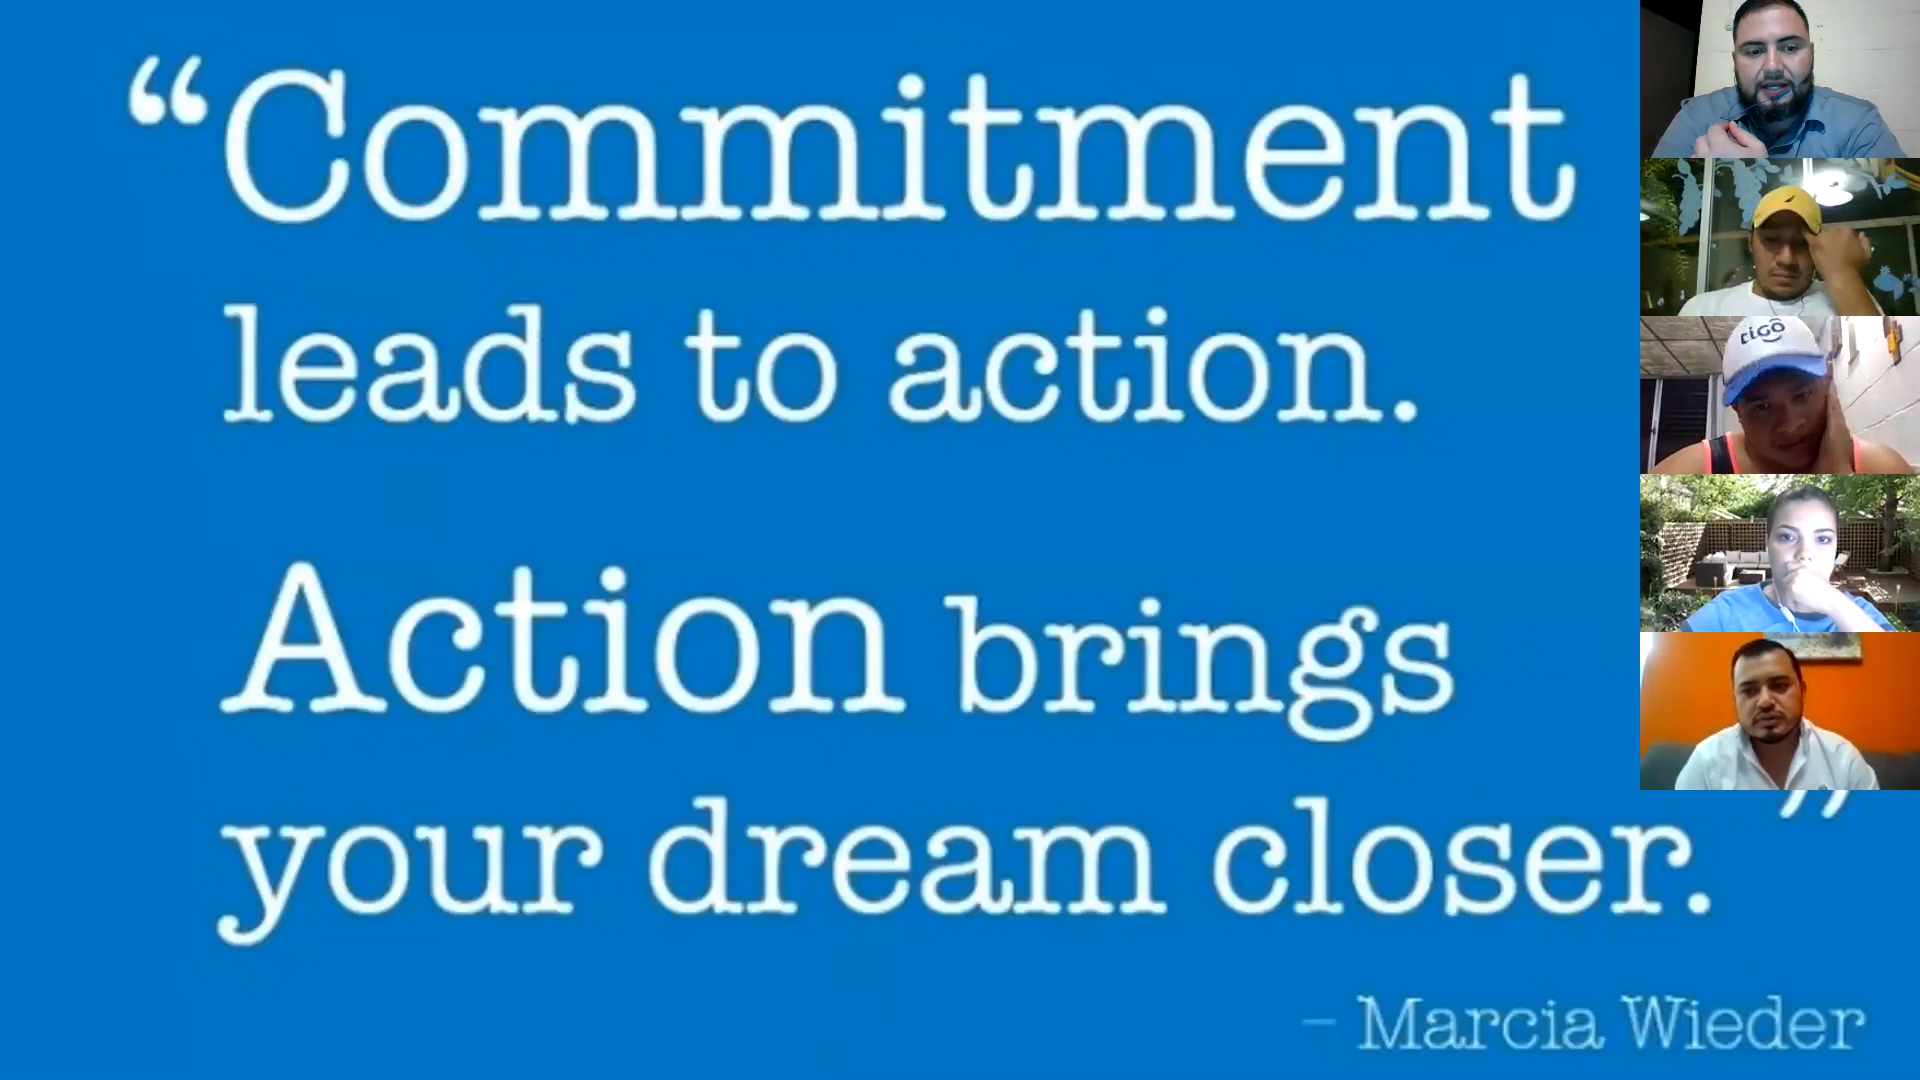 “Commitment
leads to action.
Action brings
your dream closer.”
– Marcia Wieder
tigo